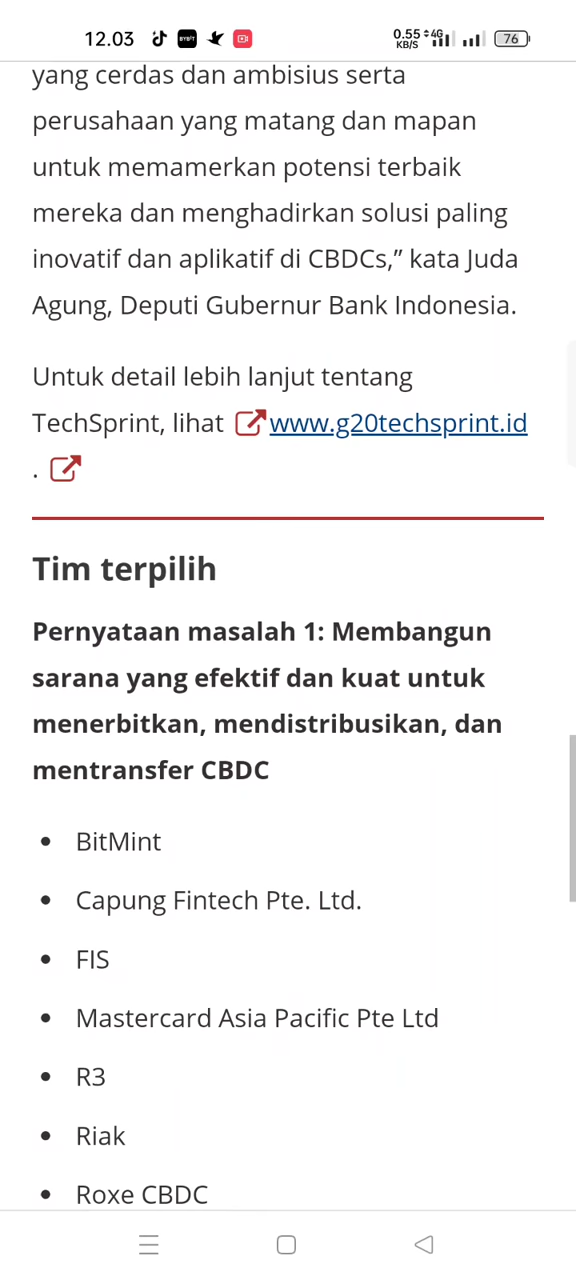 12.03 BYBIT 0.55 KB/S 4G 76
yang cerdas dan ambisius serta
perusahaan yang matang dan mapan
untuk memamerkan potensi terbaik
mereka dan menghadirkan solusi paling
inovatif dan aplikatif di CBDCs,” kata Juda
Agung, Deputi Gubernur Bank Indonesia.
Untuk detail lebih lanjut tentang
TechSprint, lihat www.g20techsprint.id
.
Tim terpilih
Pernyataan masalah 1: Membangun
sarana yang efektif dan kuat untuk
menerbitkan, mendistribusikan, dan
mentransfer CBDC
• BitMint
• Capung Fintech Pte. Ltd.
• FIS
• Mastercard Asia Pacific Pte Ltd
• R3
• Riak
• Roxe CBDC